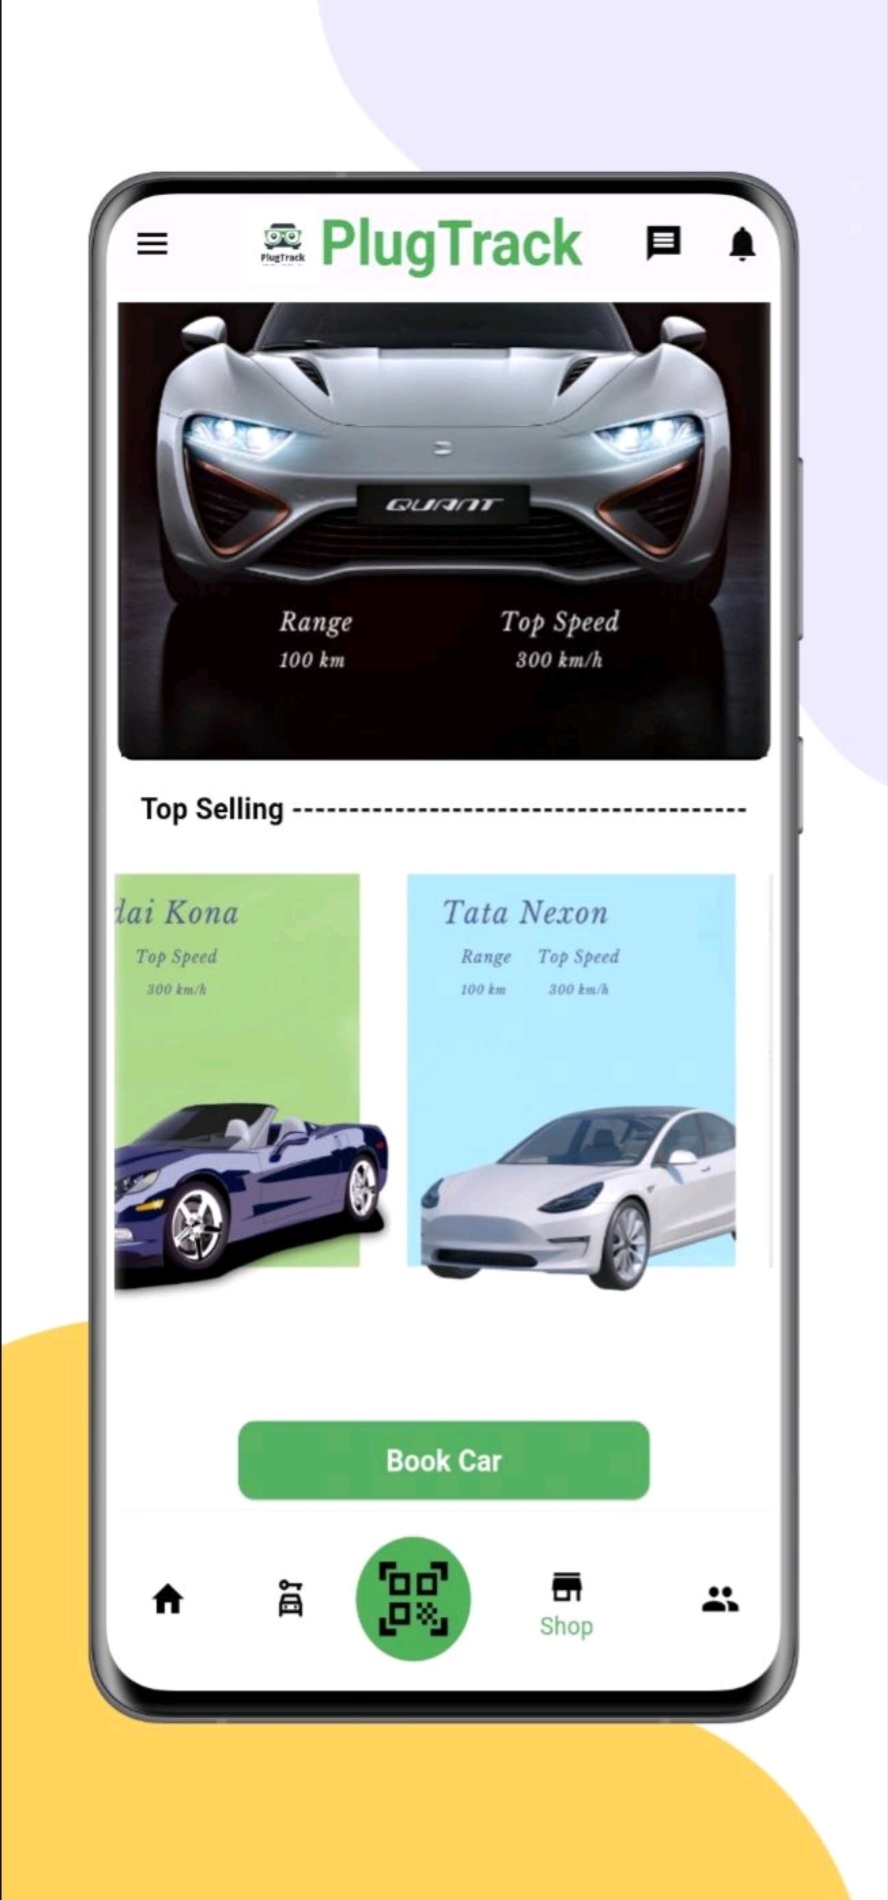 PlugTrack
PlugTrack
QUANT
Range Top Speed
100 km 300 km/h
Top Selling
dai Kona
Top Speed
300 km/h
Tata Nexon
Range Top Speed
100 km 300 km/h
Book Car
Shop